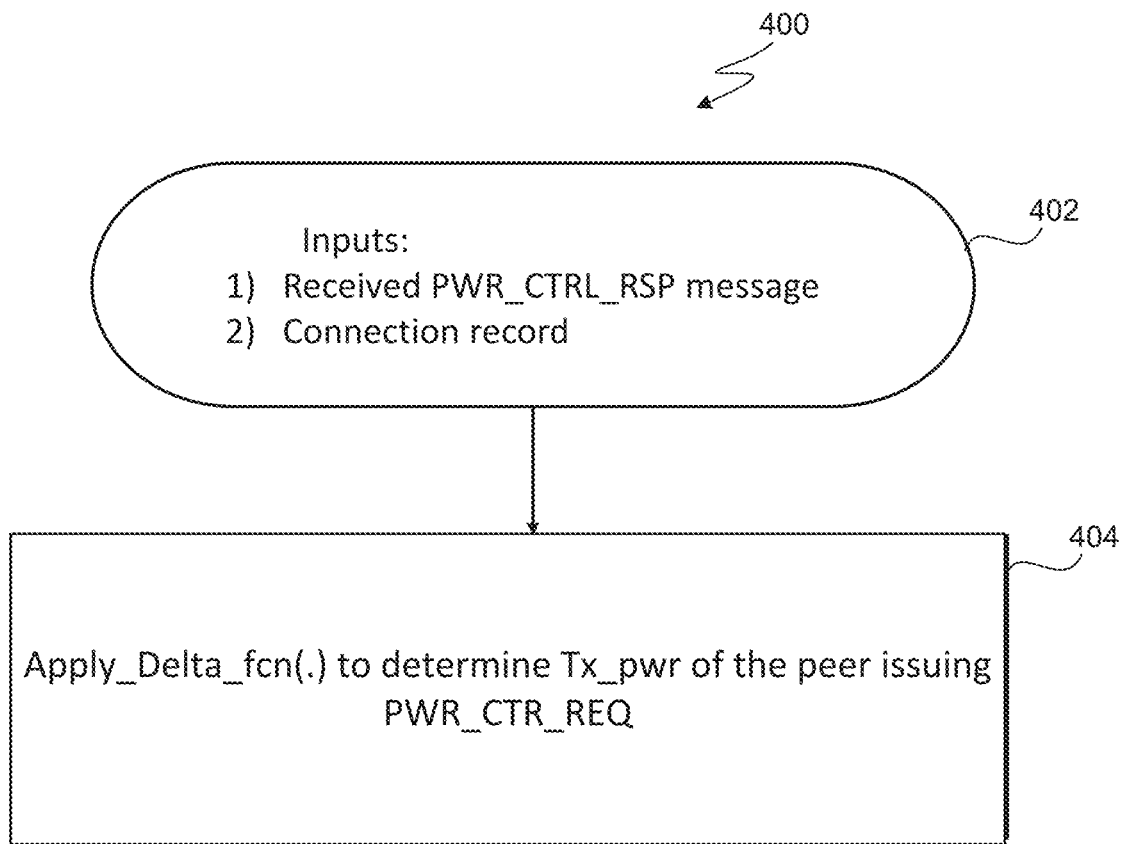 400
402
Inputs:
1) Received PWR_CTRL_RSP message
2) Connection record
404
Apply_Delta_fcn(.) to determine Tx_pwr of the peer issuing
PWR_CTR_REQ